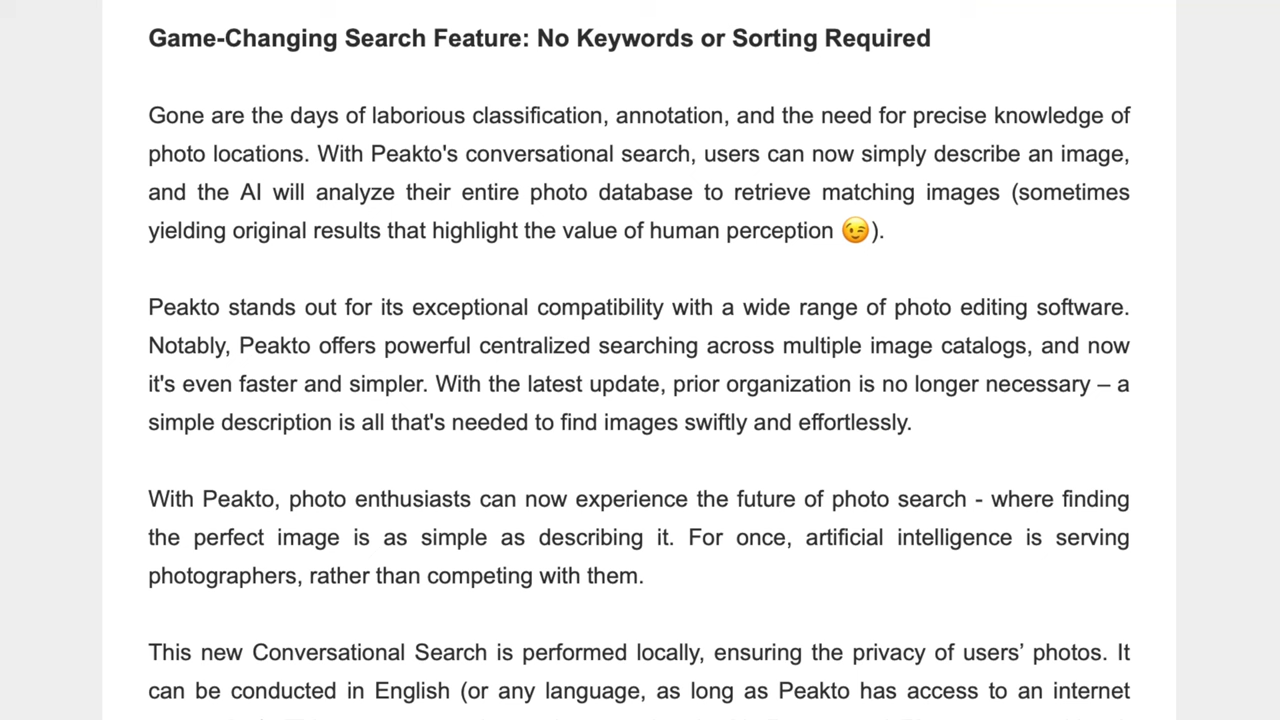 Game-Changing Search Feature: No Keywords or Sorting Required
Gone are the days of laborious classification, annotation, and the need for precise knowledge of
photo locations. With Peakto's conversational search, users can now simply describe an image,
and the AI will analyze their entire photo database to retrieve matching images (sometimes
yielding original results that highlight the value of human perception 😉).
Peakto stands out for its exceptional compatibility with a wide range of photo editing software.
Notably, Peakto offers powerful centralized searching across multiple image catalogs, and now
it's even faster and simpler. With the latest update, prior organization is no longer necessary – a
simple description is all that's needed to find images swiftly and effortlessly.
With Peakto, photo enthusiasts can now experience the future of photo search - where finding
the perfect image is as simple as describing it. For once, artificial intelligence is serving
photographers, rather than competing with them.
This new Conversational Search is performed locally, ensuring the privacy of users’ photos. It
can be conducted in English (or any language, as long as Peakto has access to an internet